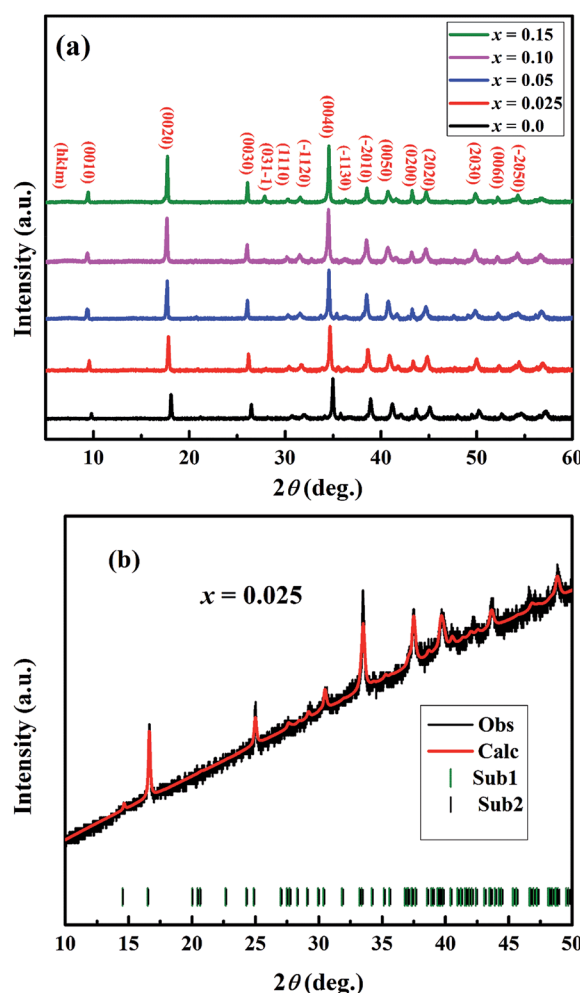 (a)
x = 0.15
x = 0.10
x = 0.05
x = 0.025
x = 0.0
(hklm)
(0010)
(0020)
(0030)
(031-1)
(1110)
(-1120)
(0040)
(-1130)
(-2010)
(0050)
(0200)
(2020)
(2030)
(0060)
(-2050)
Intensity (a.u.)
10 20 30 40 50 60
2θ (deg.)
(b)
x = 0.025
Obs
Calc
Sub1
Sub2
Intensity (a.u.)
10 15 20 25 30 35 40 45 50
2θ (deg.)